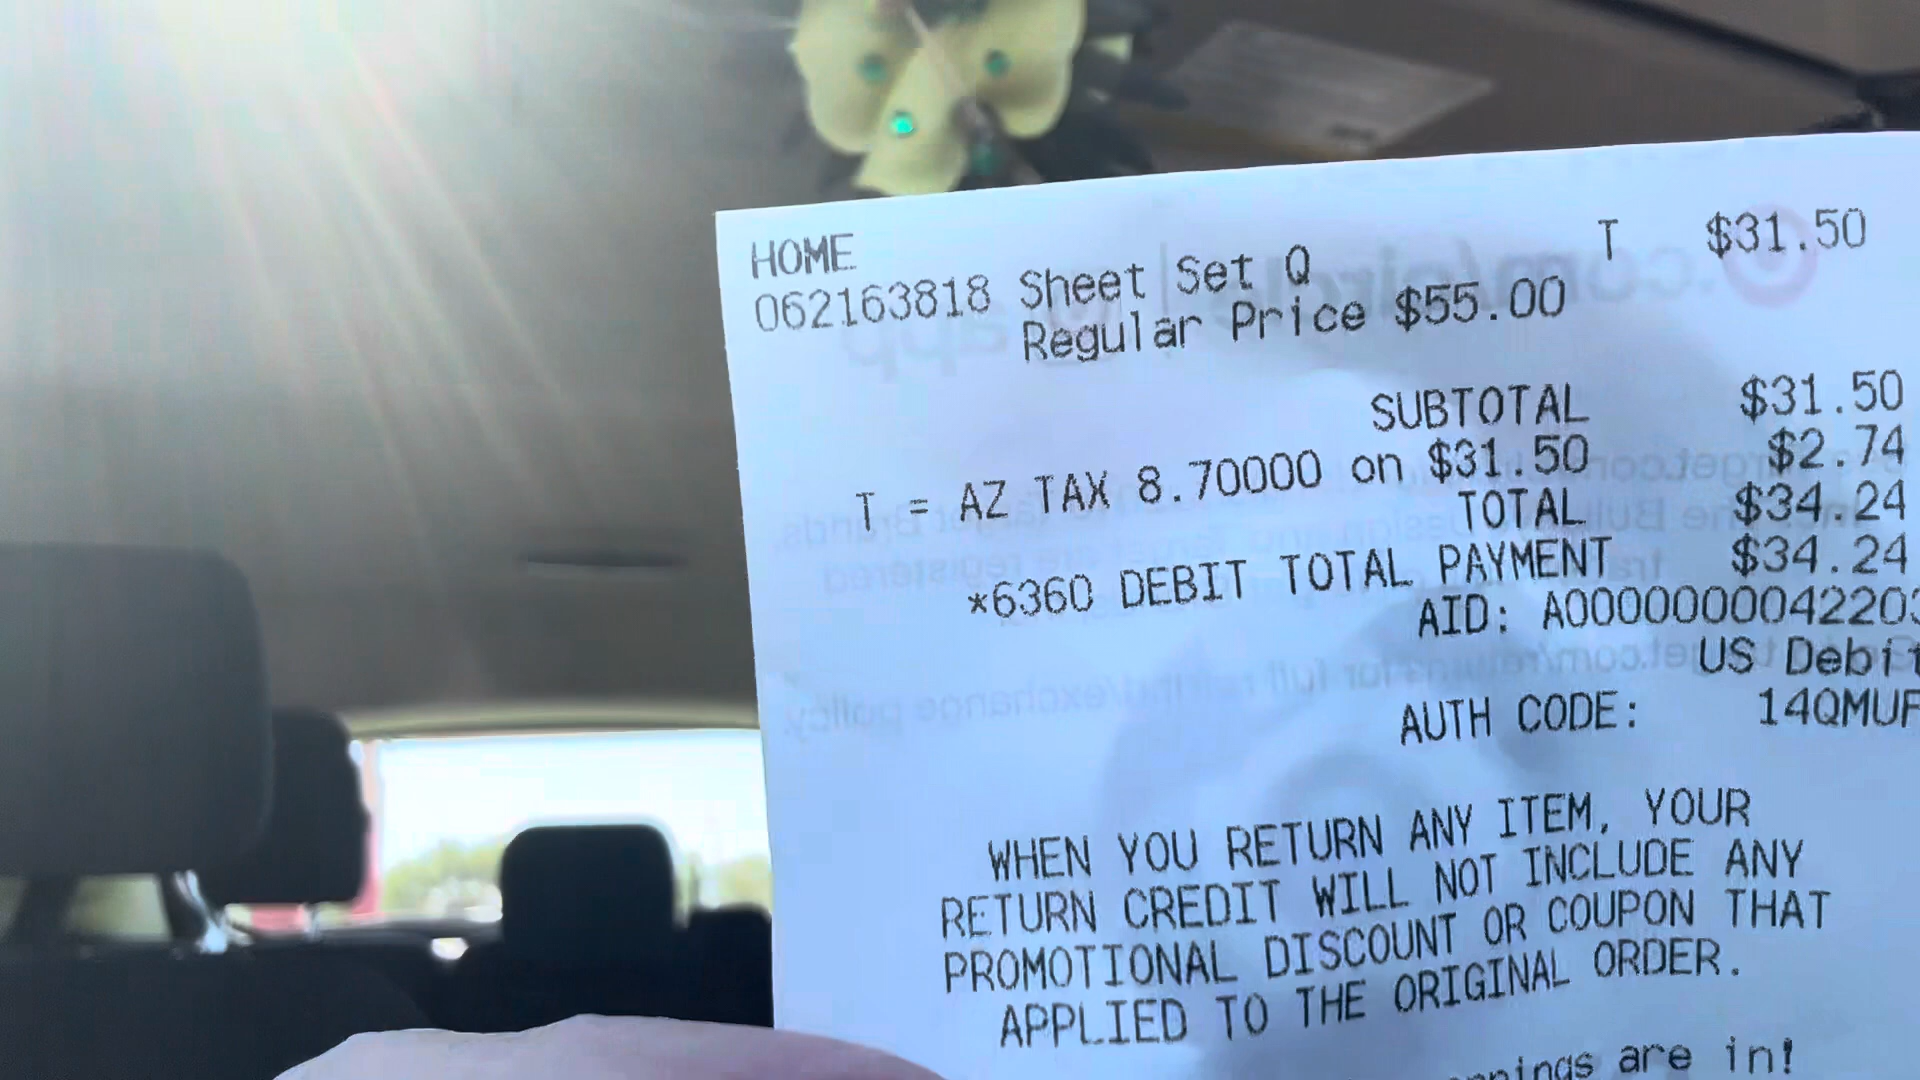 HOME
062163818 Sheet Set Q T $31.50
Regular Price $55.00
SUBTOTAL $31.50
T = AZ TAX 8.70000 on $31.50 $2.74
TOTAL $34.24
*6360 DEBIT TOTAL PAYMENT $34.24
AID: A000000004220
US Debit
AUTH CODE: 14QMU
WHEN YOU RETURN ANY ITEM, YOUR
RETURN CREDIT WILL NOT INCLUDE ANY
PROMOTIONAL DISCOUNT OR COUPON THAT
APPLIED TO THE ORIGINAL ORDER.
are in!